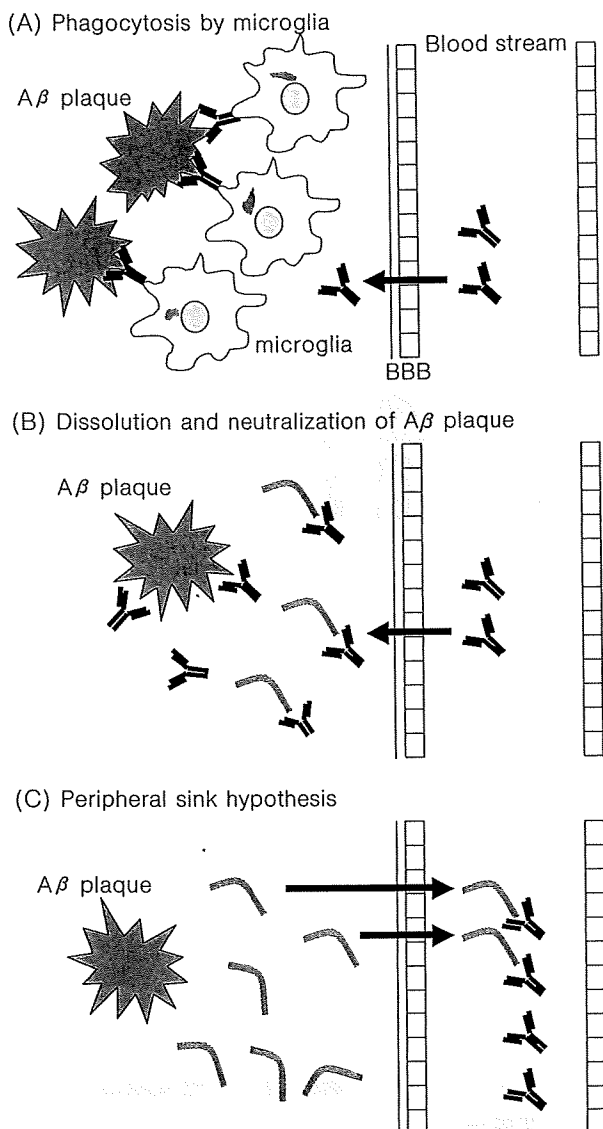 (A) Phagocytosis by microglia
Blood stream
Aβ plaque
microglia
BBB
(B) Dissolution and neutralization of Aβ plaque
Aβ plaque
(C) Peripheral sink hypothesis
Aβ plaque